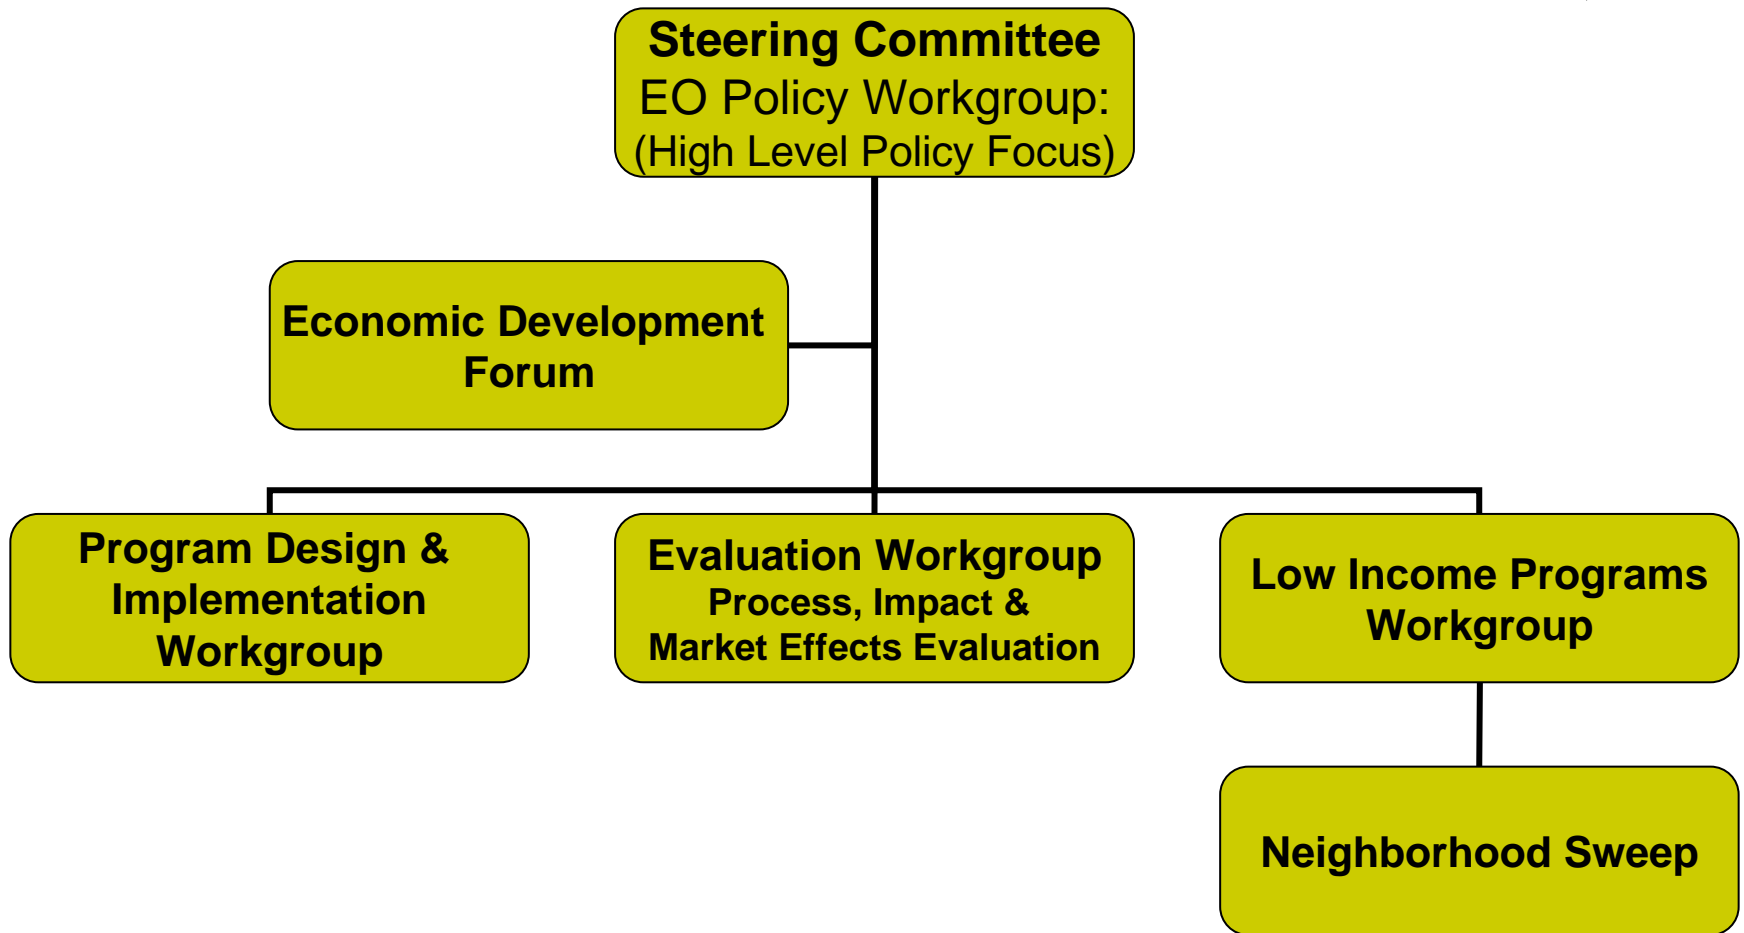 Steering Committee
EO Policy Workgroup:
(High Level Policy Focus)
Economic Development
Forum
Program Design &
Implementation
Workgroup
Evaluation Workgroup
Process, Impact &
Market Effects Evaluation
Low Income Programs
Workgroup
Neighborhood Sweep